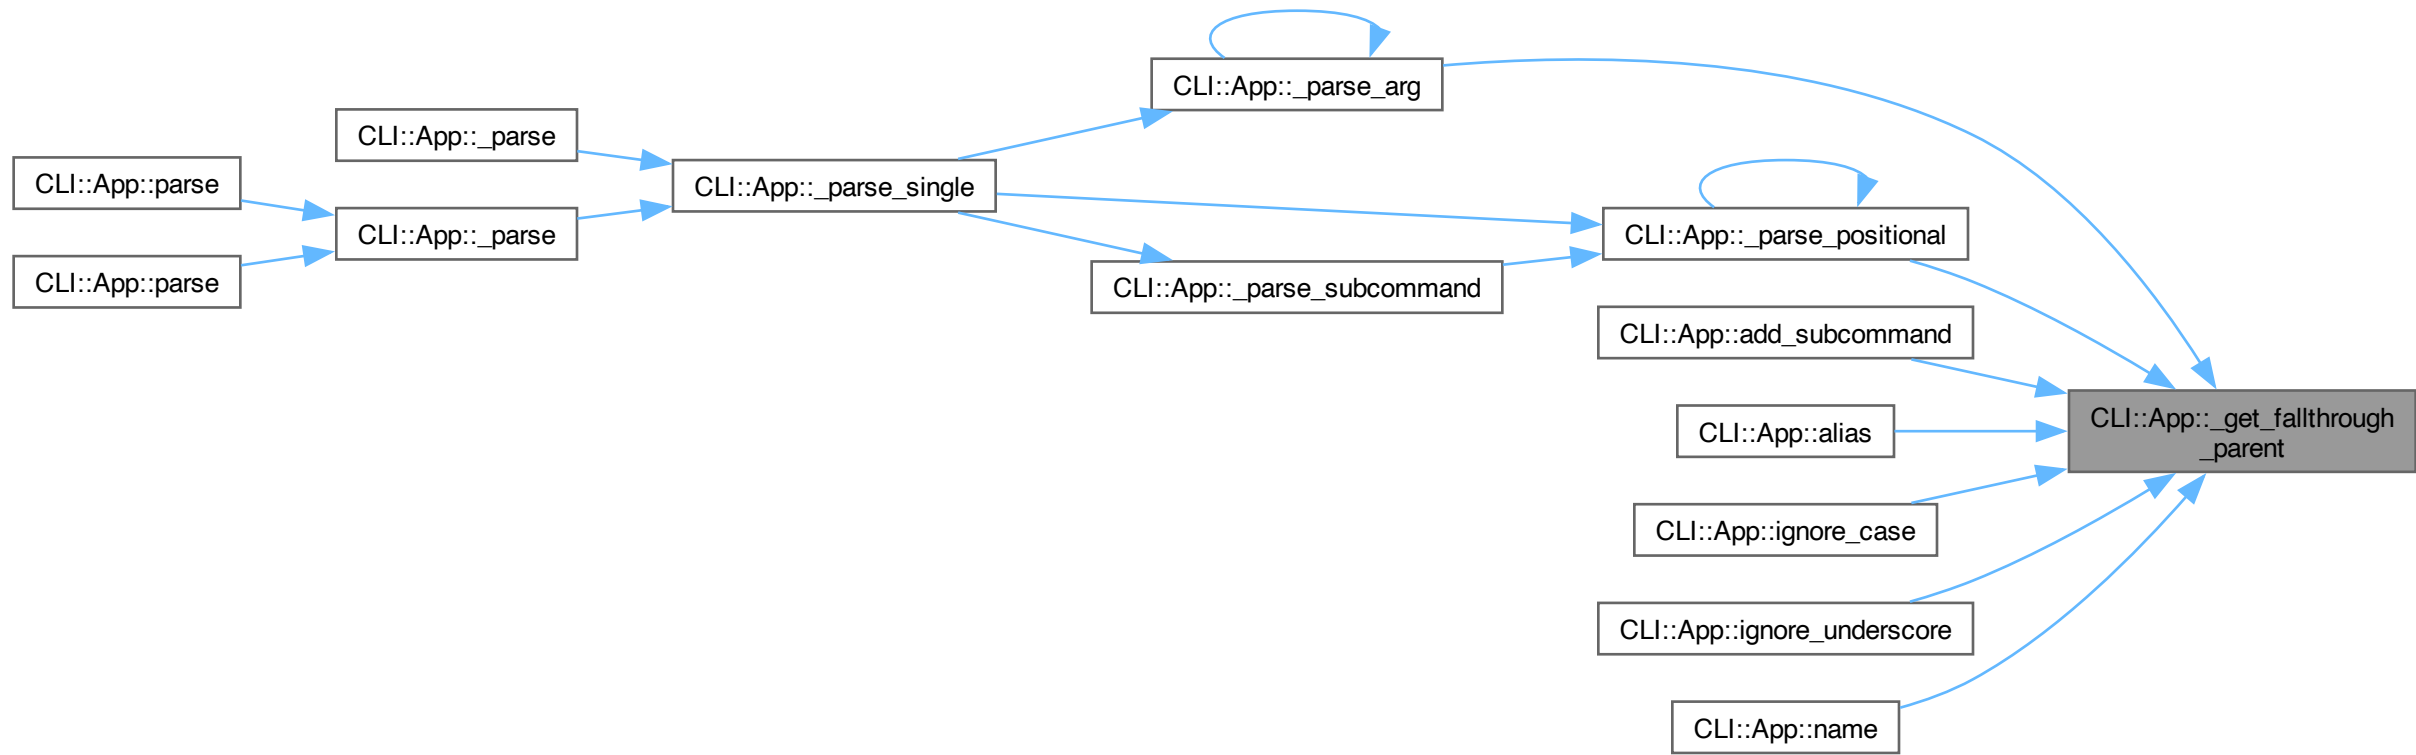 CLI::App::parse
CLI::App::parse
CLI::App::_parse
CLI::App::_parse
CLI::App::_parse_single
CLI::App::_parse_arg
CLI::App::_parse_subcommand
CLI::App::_parse_positional
CLI::App::add_subcommand
CLI::App::alias
CLI::App::ignore_case
CLI::App::ignore_underscore
CLI::App::name
CLI::App::_get_fallthrough
_parent